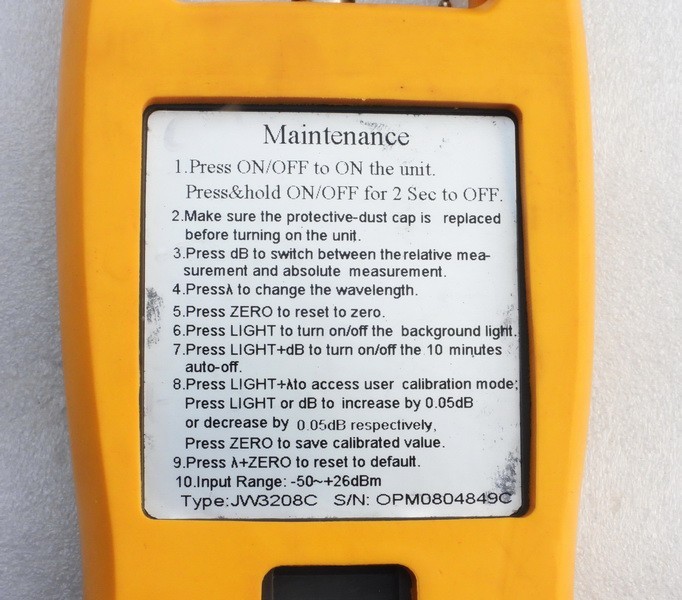 Maintenance
1.Press ON/OFF to ON the unit.
Press&hold ON/OFF for 2 Sec to OFF.
2.Make sure the protective-dust cap is replaced
before turning on the unit.
3.Press dB to switch between the relative mea-
surement and absolute measurement.
4.Pressλ to change the wavelength.
5.Press ZERO to reset to zero.
6.Press LIGHT to turn on/off the background light.
7.Press LIGHT+dB to turn on/off the 10 minutes
auto-off.
8.Press LIGHT+λto access user calibration mode;
Press LIGHT or dB to increase by 0.05dB
or decrease by 0.05dB respectively,
Press ZERO to save calibrated value.
9.Press λ+ZERO to reset to default.
10.Input Range: -50~+26dBm
Type:JW3208C S/N: OPM0804849C